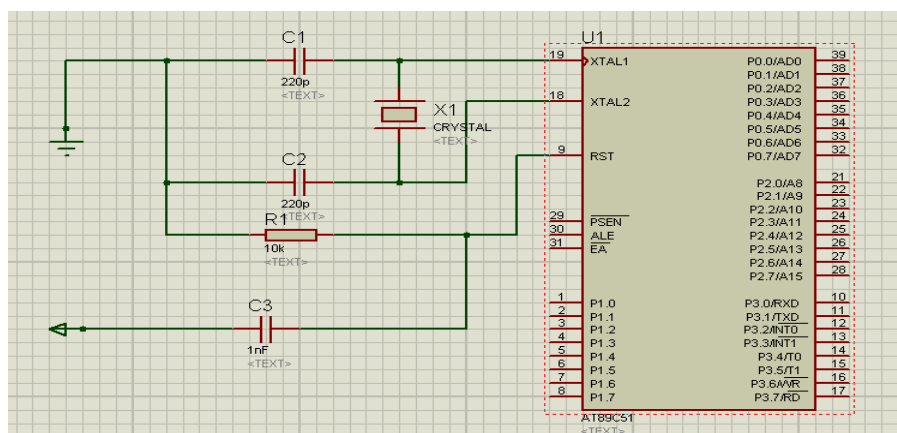 C1
220p
<TEXT>
X1
CRYSTAL
<TEXT>
C2
220p
<TEXT>
R1
10k
<TEXT>
C3
1nF
<TEXT>
U1
19 XTAL1
18 XTAL2
9 RST
29 PSEN
30 ALE
31 EA
1 P1.0
2 P1.1
3 P1.2
4 P1.3
5 P1.4
6 P1.5
7 P1.6
8 P1.7
P0.0/AD0 39
P0.1/AD1 38
P0.2/AD2 37
P0.3/AD3 36
P0.4/AD4 35
P0.5/AD5 34
P0.6/AD6 33
P0.7/AD7 32
P2.0/A8 21
P2.1/A9 22
P2.2/A10 23
P2.3/A11 24
P2.4/A12 25
P2.5/A13 26
P2.6/A14 27
P2.7/A15 28
P3.0/RXD 10
P3.1/TXD 11
P3.2/INT0 12
P3.3/INT1 13
P3.4/T0 14
P3.5/T1 15
P3.6/WR 16
P3.7/RD 17
AT89C51
<TEXT>